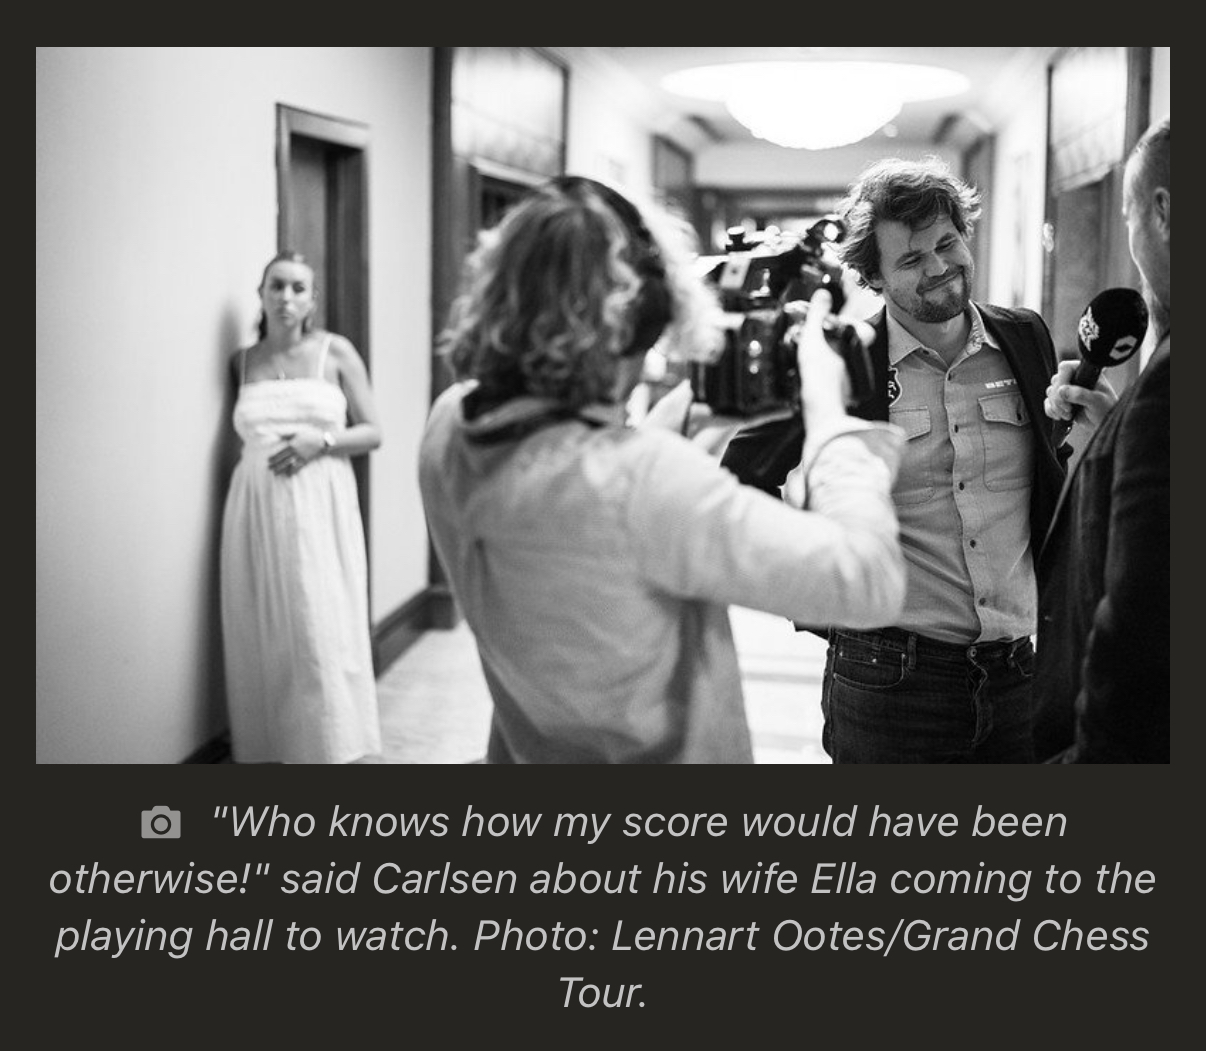 BET
"Who knows how my score would have been
otherwise!" said Carlsen about his wife Ella coming to the
playing hall to watch. Photo: Lennart Ootes/Grand Chess
Tour.